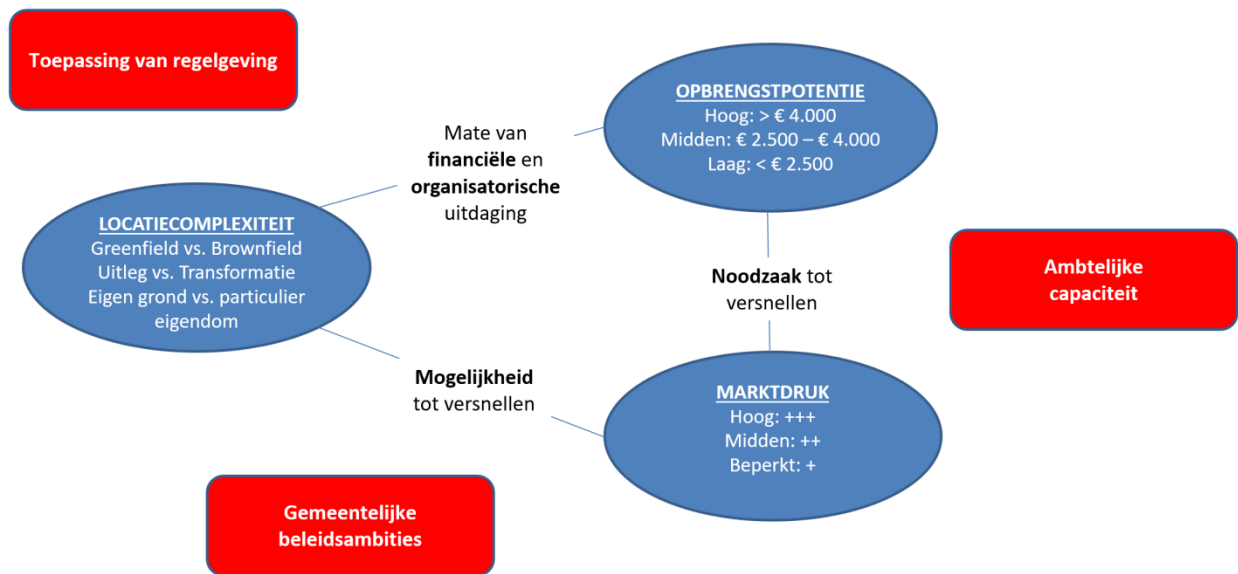 Toepassing van regelgeving
OPBRENGSTPOTENTIE
Hoog: > € 4.000
Midden: € 2.500 – € 4.000
Laag: < € 2.500
Mate van
financiële en
organisatorische
uitdaging
LOCATIECOMPLEXITEIT
Greenfield vs. Brownfield
Uitleg vs. Transformatie
Eigen grond vs. particulier
eigendom
Noodzaak tot
versnellen
Ambtelijke
capaciteit
Mogelijkheid
tot versnellen
MARKTDRUK
Hoog: +++
Midden: ++
Beperkt: +
Gemeentelijke
beleidsambities